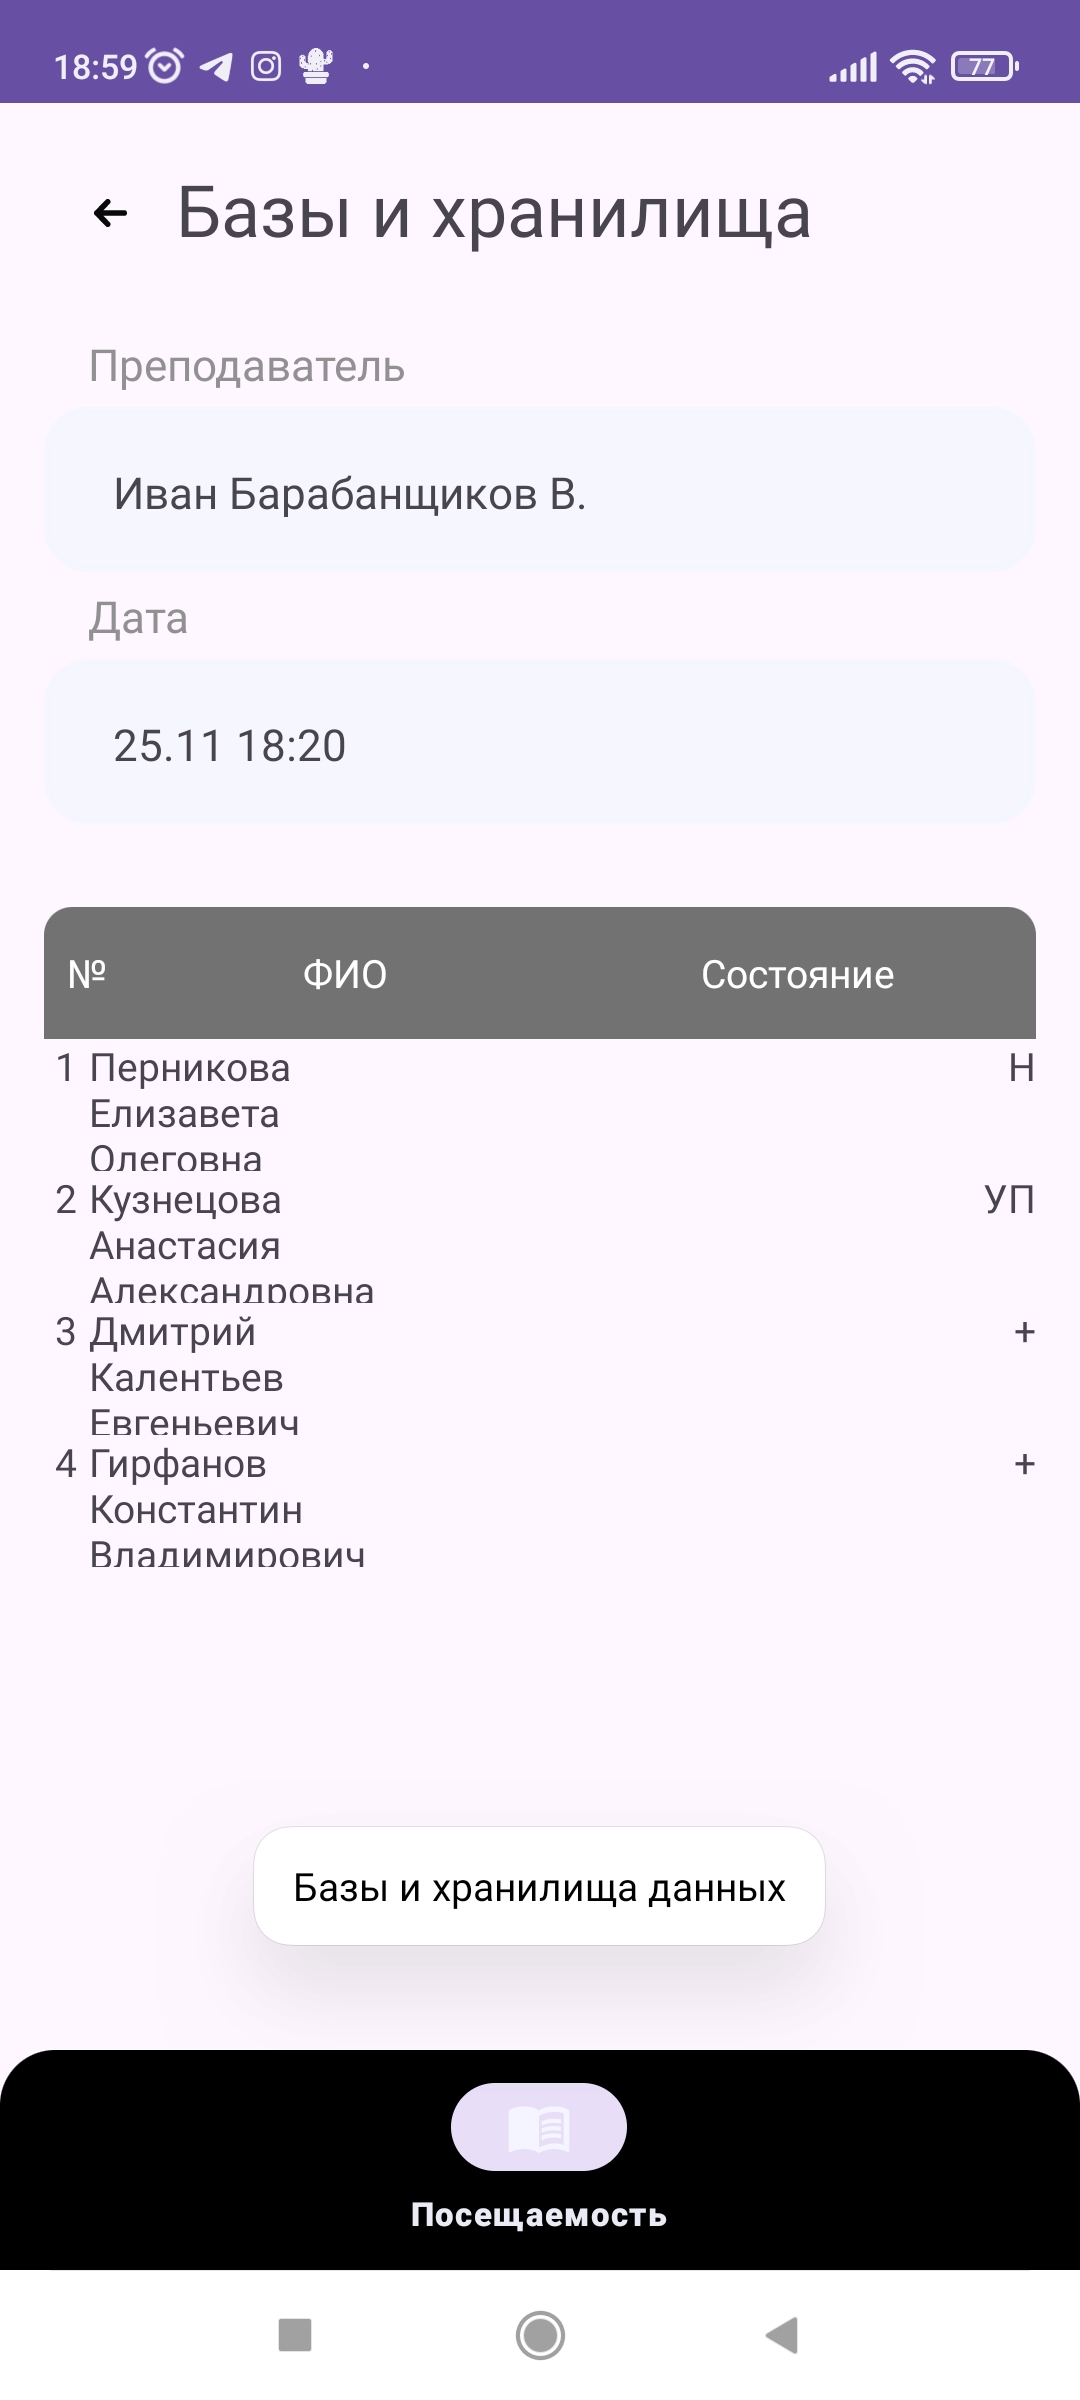 18:59
77
Базы и хранилища
Преподаватель
Иван Барабанщиков В.
Дата
25.11 18:20
№ ФИО Состояние
1 Перникова Н
Елизавета
Олеговна
2 Кузнецова УП
Анастасия
Александровна
3 Дмитрий +
Калентьев
Евгеньевич
4 Гирфанов +
Константин
Владимирович
Базы и хранилища данных
Посещаемость